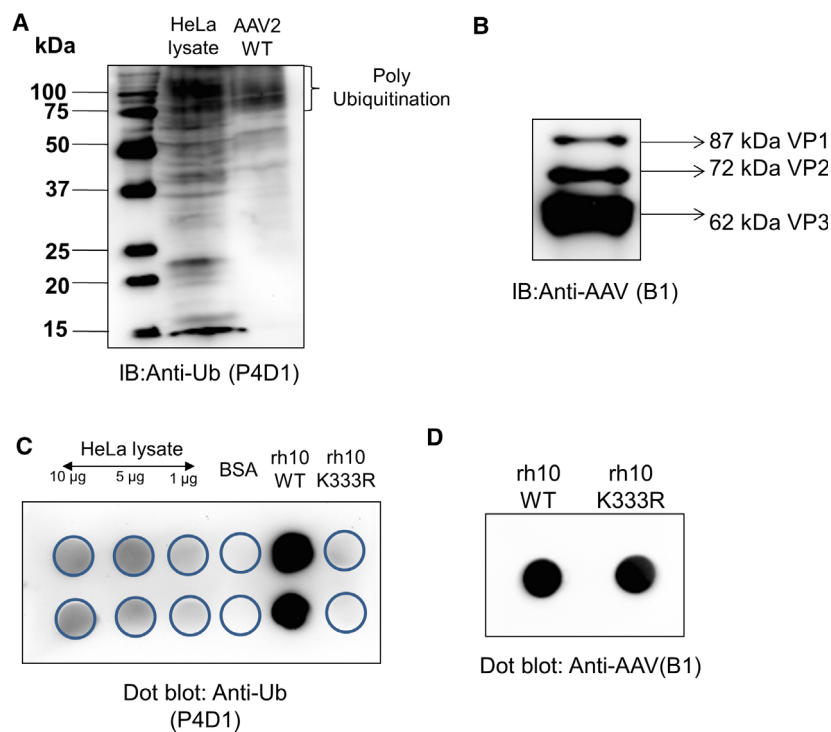 A
kDa
HeLa
lysate
AAV2
WT
100
75
50
37
25
20
15
Poly
Ubiquitination
IB:Anti-Ub (P4D1)
B
87 kDa VP1
72 kDa VP2
62 kDa VP3
IB:Anti-AAV (B1)
C
HeLa lysate
10 µg 5 µg 1 µg
BSA
rh10
WT
rh10
K333R
Dot blot: Anti-Ub
(P4D1)
D
rh10
WT
rh10
K333R
Dot blot: Anti-AAV(B1)